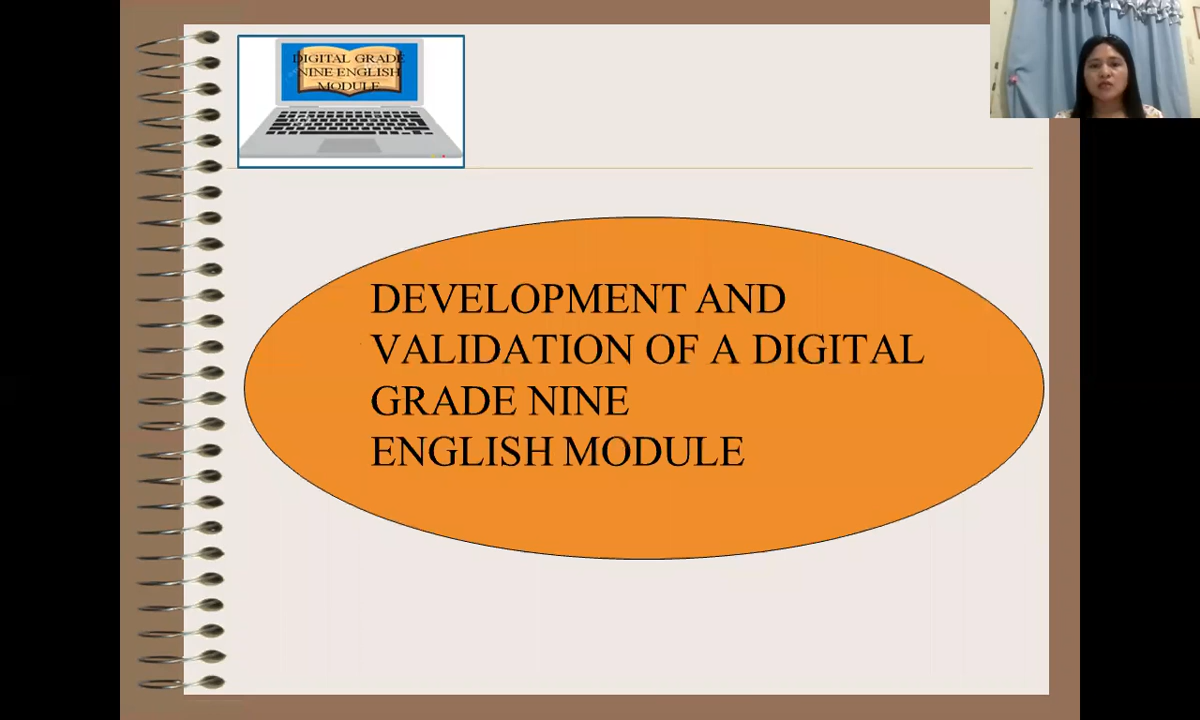 DIGITAL GRADE
NINE ENGLISH
MODULE
DEVELOPMENT AND
VALIDATION OF A DIGITAL
GRADE NINE
ENGLISH MODULE